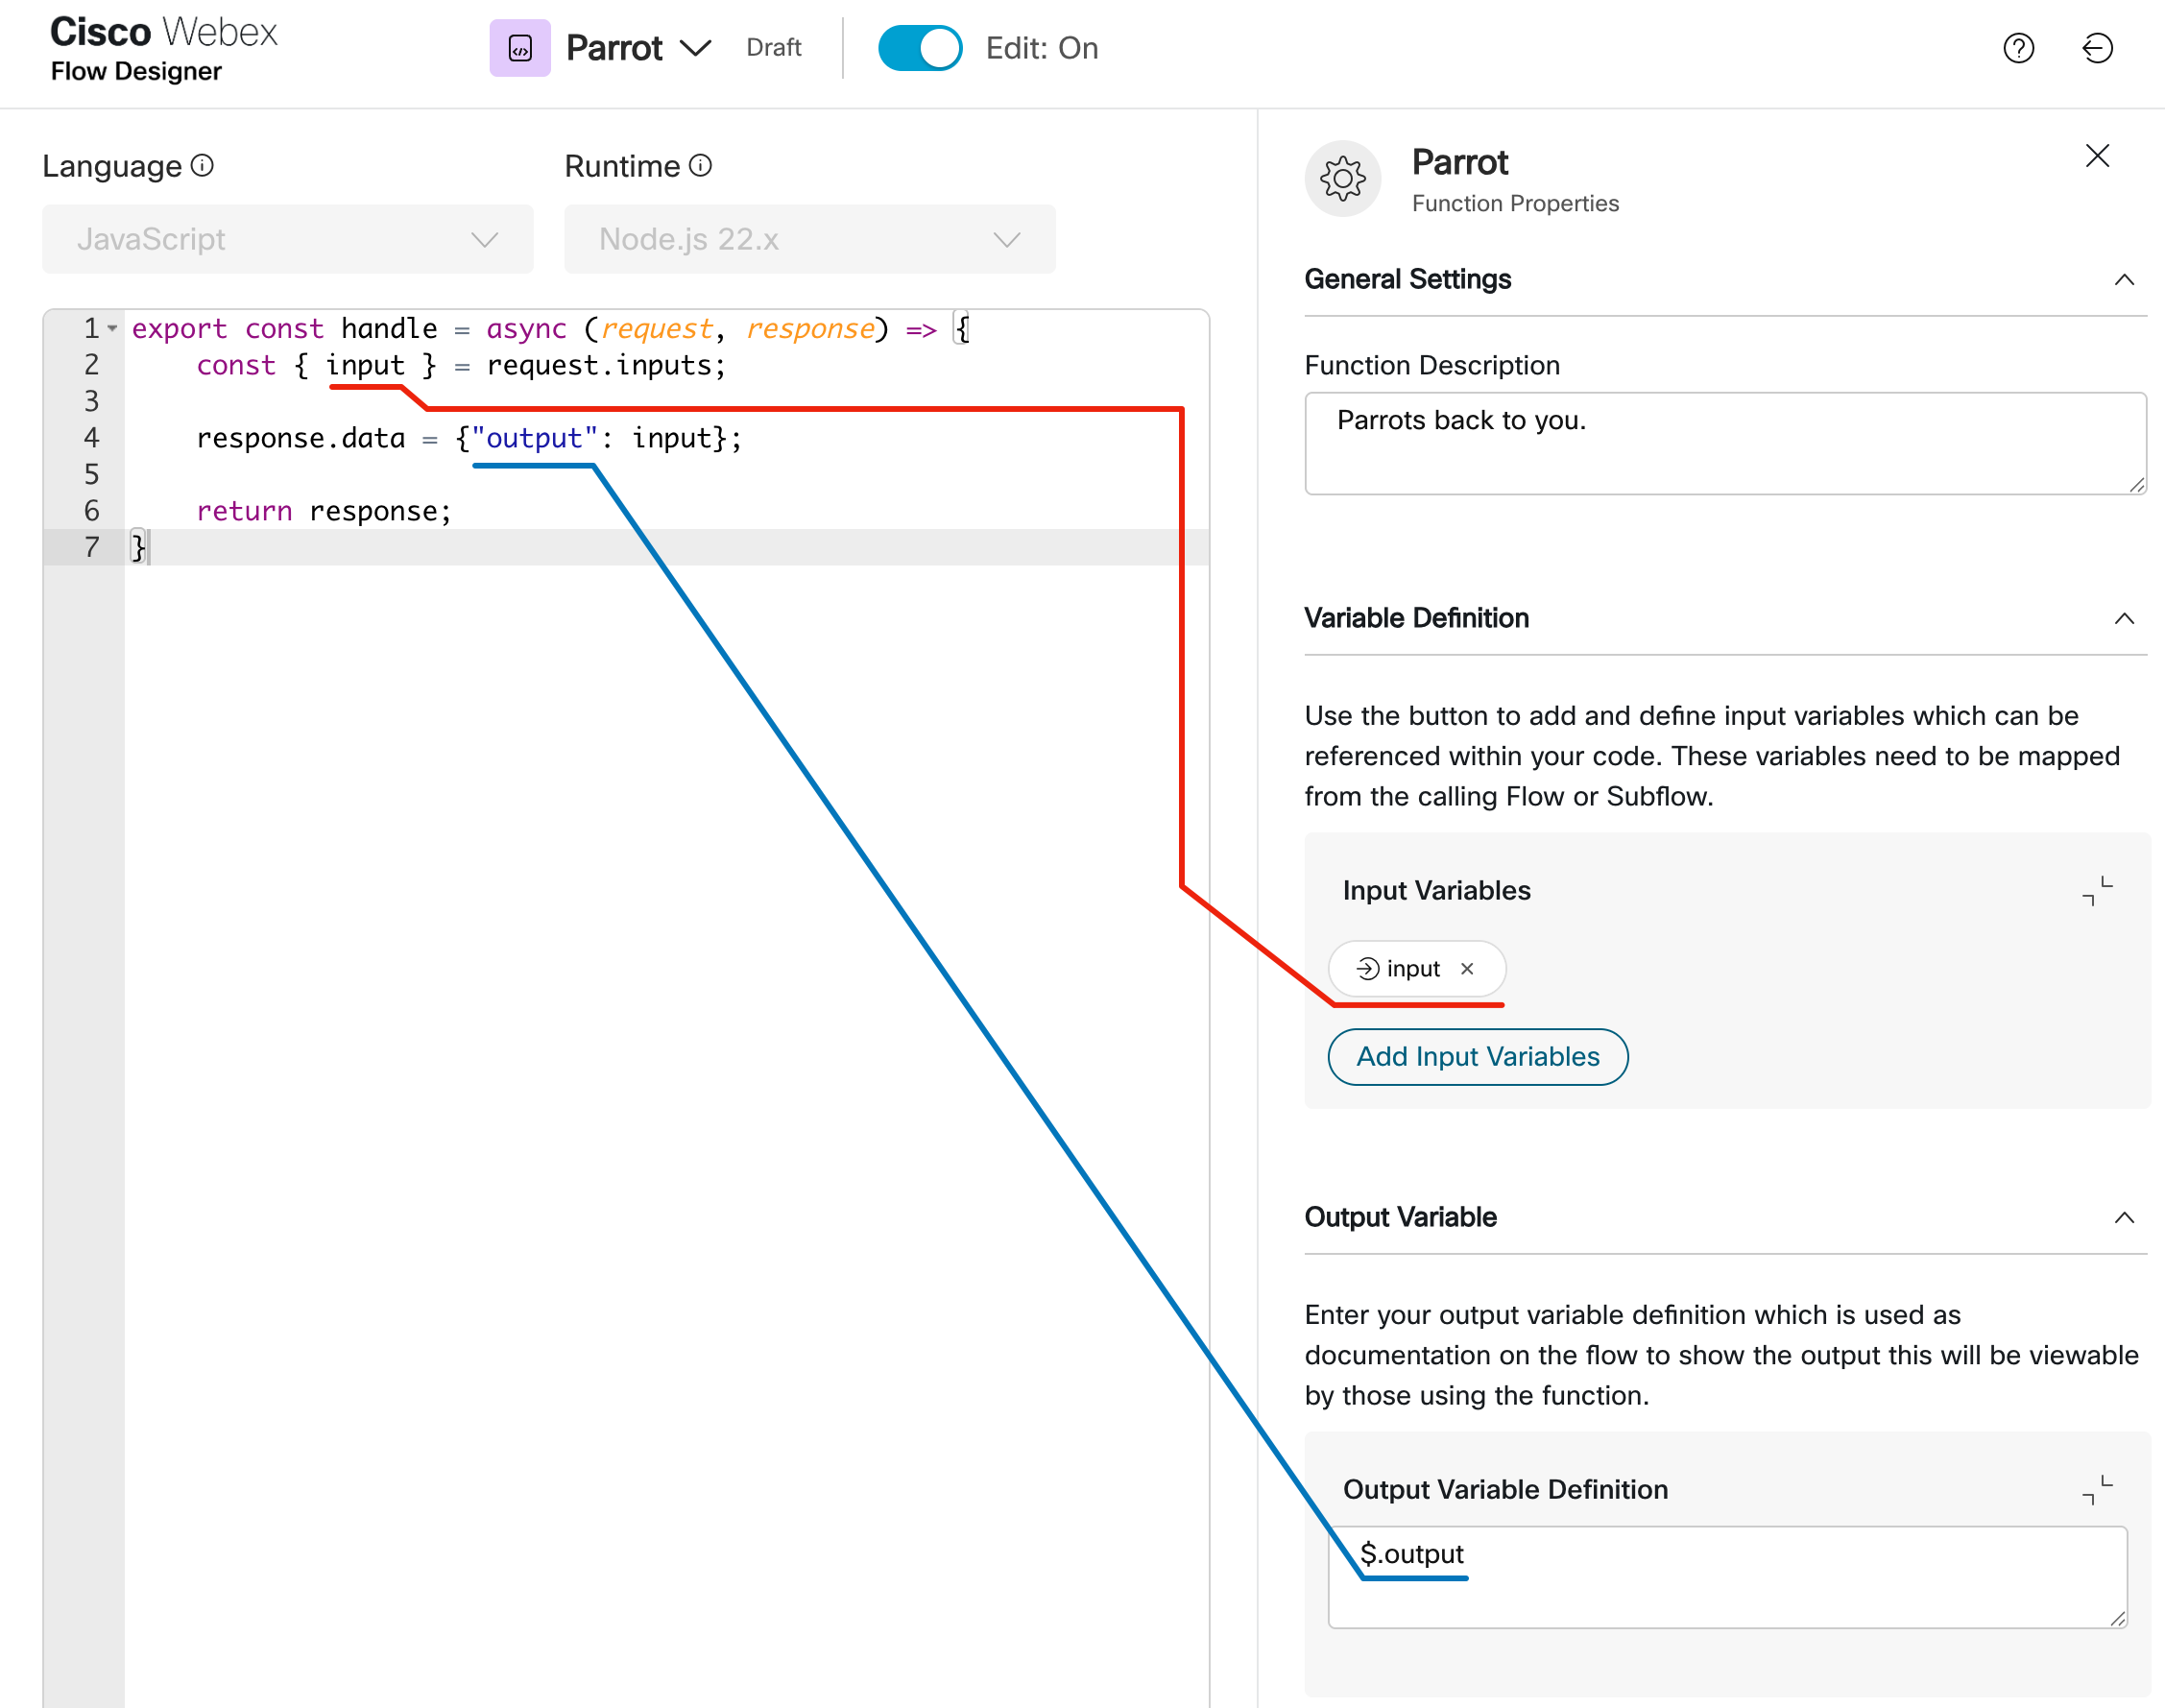 Cisco Webex
Flow Designer
Parrot
Draft
Edit: On
Language
Runtime
JavaScript
Node.js 22.x
1 export const handle = async (request, response) => {
2     const { input } = request.inputs;
3
4     response.data = {"output": input};
5
6     return response;
7 }
Parrot
Function Properties
General Settings
Function Description
Parrots back to you.
Variable Definition
Use the button to add and define input variables which can be
referenced within your code. These variables need to be mapped
from the calling Flow or Subflow.
Input Variables
input
Add Input Variables
Output Variable
Enter your output variable definition which is used as
documentation on the flow to show the output this will be viewable
by those using the function.
Output Variable Definition
$.output